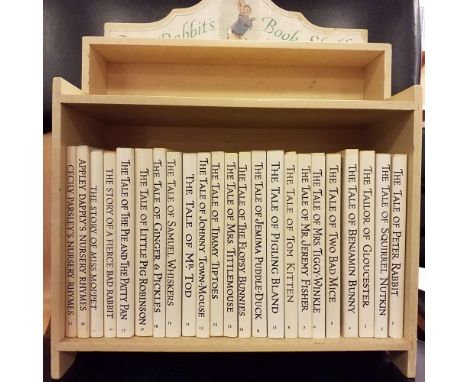 Rabbit's Book Shelf
CECILY PARSLEY'S NURSERY RHYMES
APPLEY DAPPLY'S NURSERY RHYMES
THE STORY OF MISS MOPPET
THE STORY OF A FIERCE BAD RABBIT
THE TALE OF THE PIE AND THE PATTY PAN
THE TALE OF LITTLE PIG ROBINSON
THE TALE OF GINGER & PICKLES
THE TALE OF SAMUEL WHISKERS
THE TALE OF MR. TOD
THE TALE OF JOHNNY TOWN-MOUSE
THE TALE OF TIMMY TIPTOES
THE TALE OF MRS. TITTLEMOUSE
THE TALE OF THE FLOPSY BUNNIES
THE TALE OF JEMIMA PUDDLE-DUCK
THE TALE OF PIGLING BLAND
THE TALE OF TOM KITTEN
THE TALE OF MR. JEREMY FISHER
THE TALE OF MRS. TIGGY-WINKLE
THE TALE OF TWO BAD MICE
THE TALE OF BENJAMIN BUNNY
THE TAILOR OF GLOUCESTER
THE TALE OF SQUIRREL NUTKIN
THE TALE OF PETER RABBIT